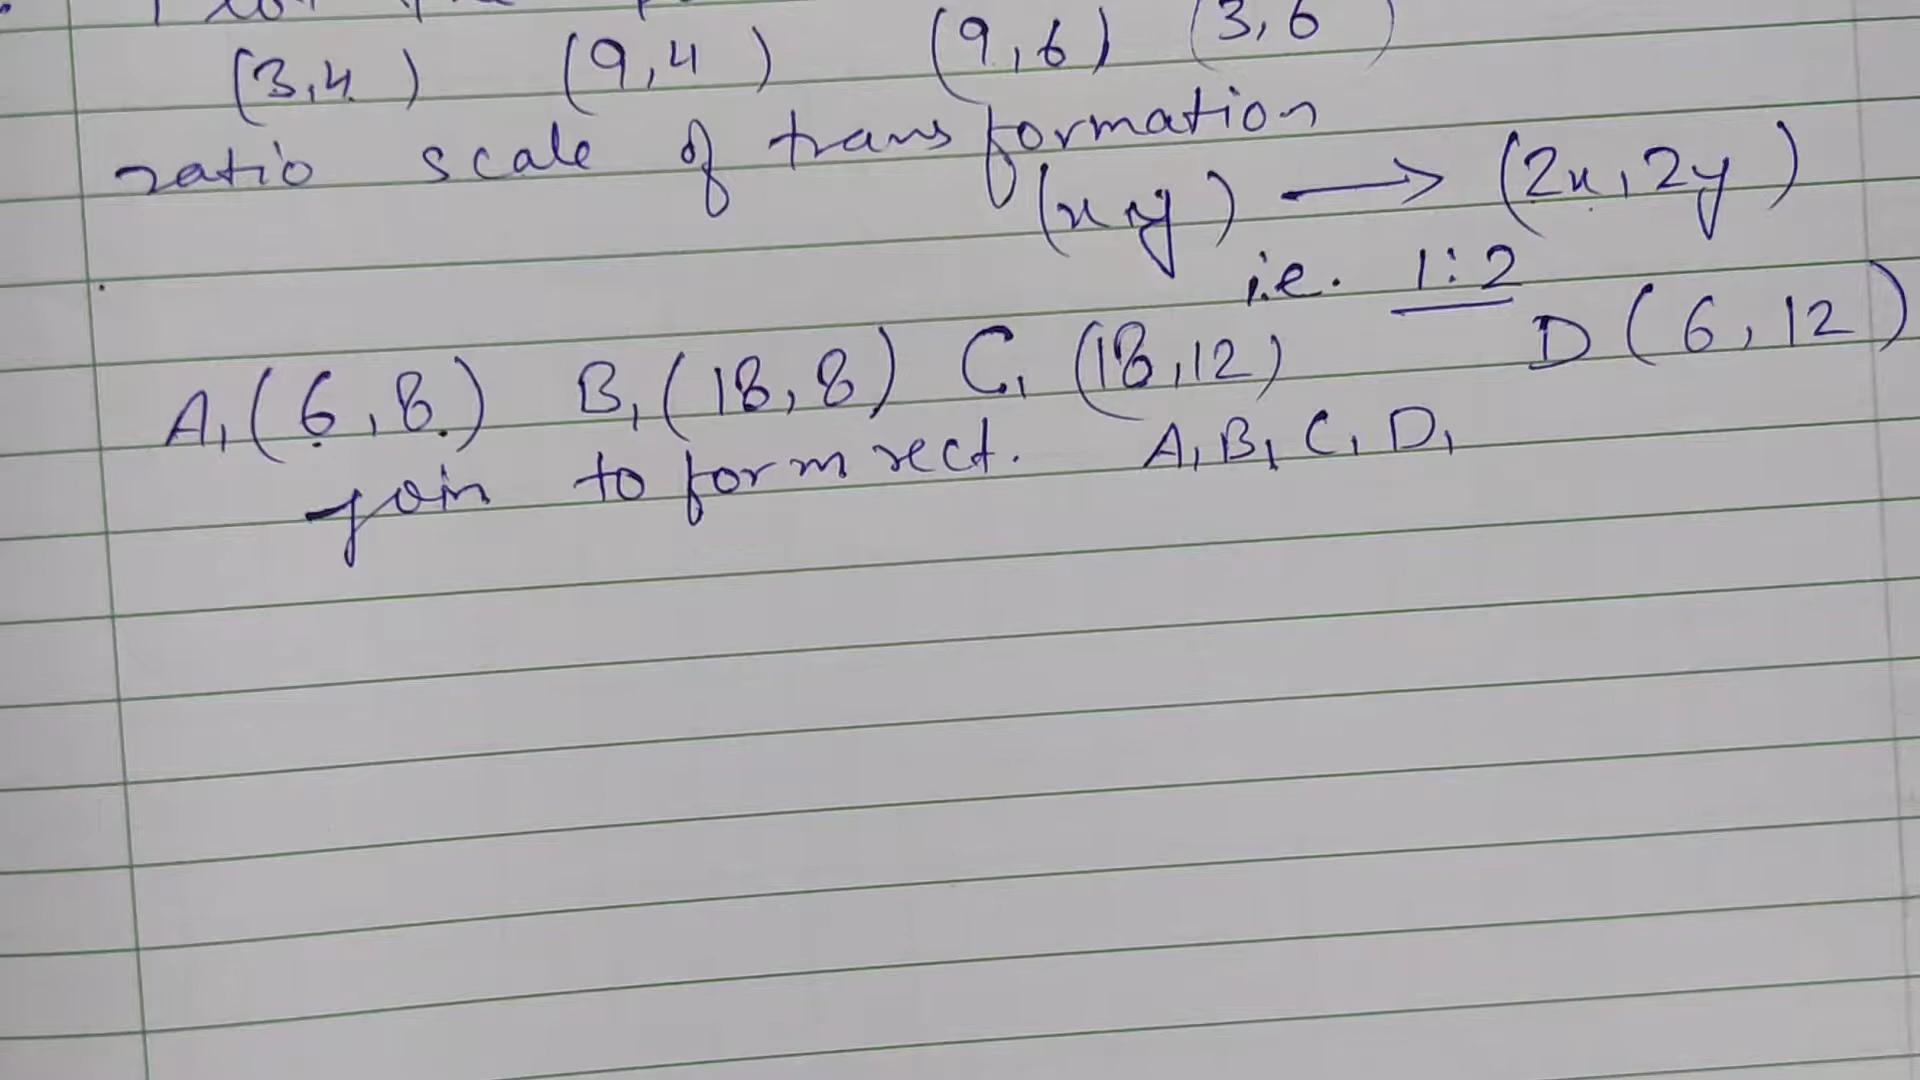 (3,4) (9,4) (9,6) (3,6)
ratio scale of transformation
(x,y) → (2x,2y)
i.e. 1:2
A₁(6,8) B₁(18,8) C₁(18,12) D(6,12)
join to form rect. A₁B₁C₁D₁